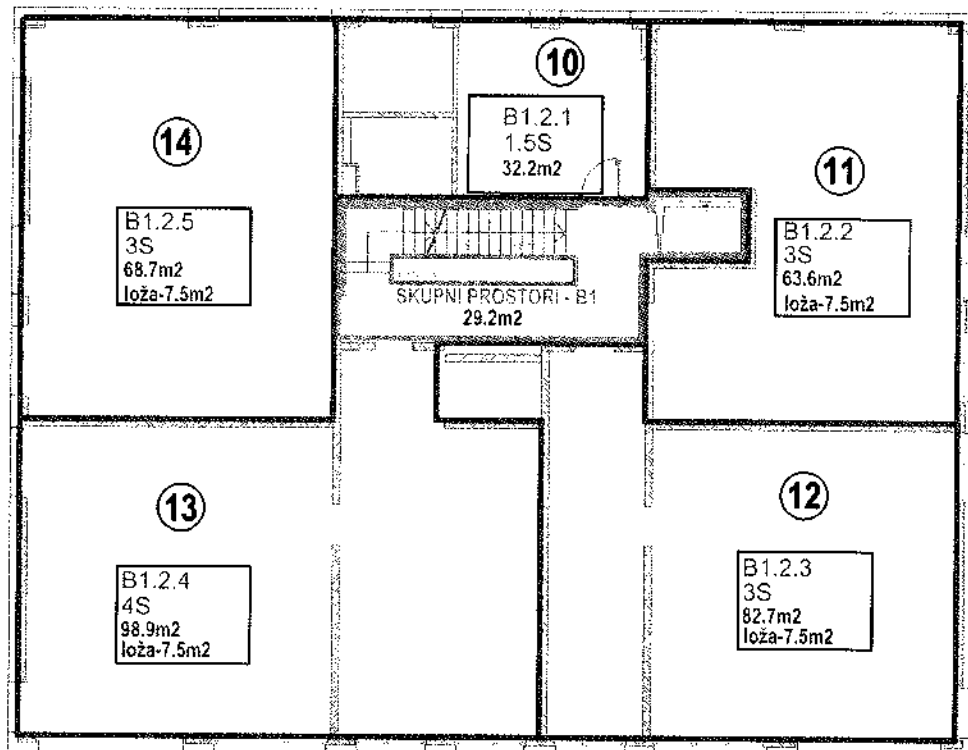 10
B1.2.1
1.5S
32.2m2
14
B1.2.5
3S
68.7m2
loža-7.5m2
11
B1.2.2
3S
63.6m2
loža-7.5m2
SKUPNI PROSTORI - B1
29.2m2
13
B1.2.4
4S
98.9m2
loža-7.5m2
12
B1.2.3
3S
82.7m2
loža-7.5m2